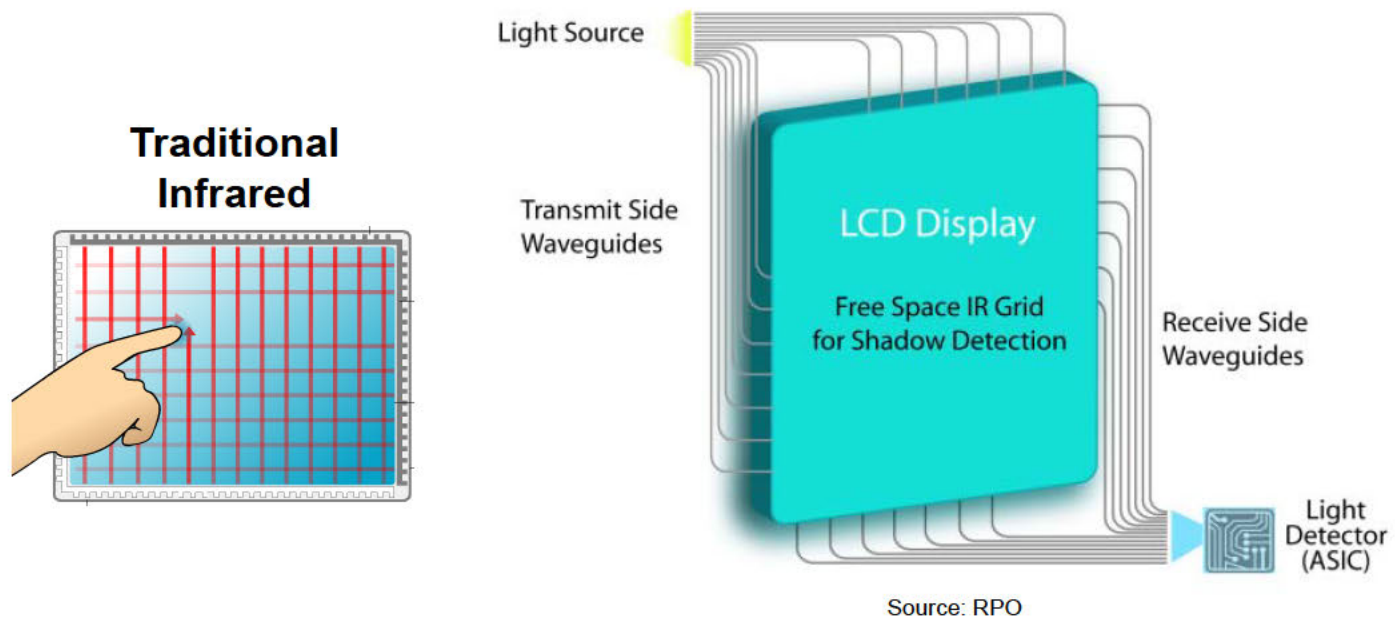 Traditional
Infrared
Light Source
Transmit Side
Waveguides
LCD Display
Free Space IR Grid
for Shadow Detection
Receive Side
Waveguides
Light
Detector
(ASIC)
Source: RPO